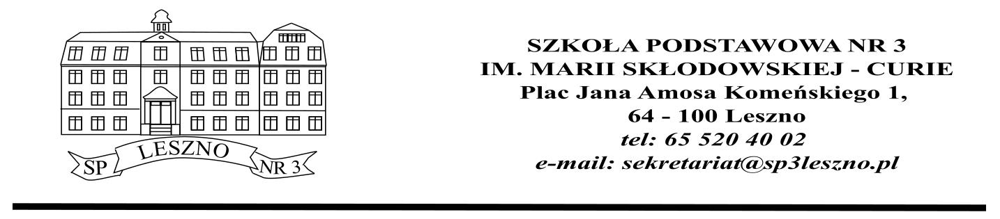 LESZNO
SP
NR 3
SZKOŁA PODSTAWOWA NR 3
IM. MARII SKŁODOWSKIEJ - CURIE
Plac Jana Amosa Komeńskiego 1,
64 - 100 Leszno
tel: 65 520 40 02
e-mail: sekretariat@sp3leszno.pl